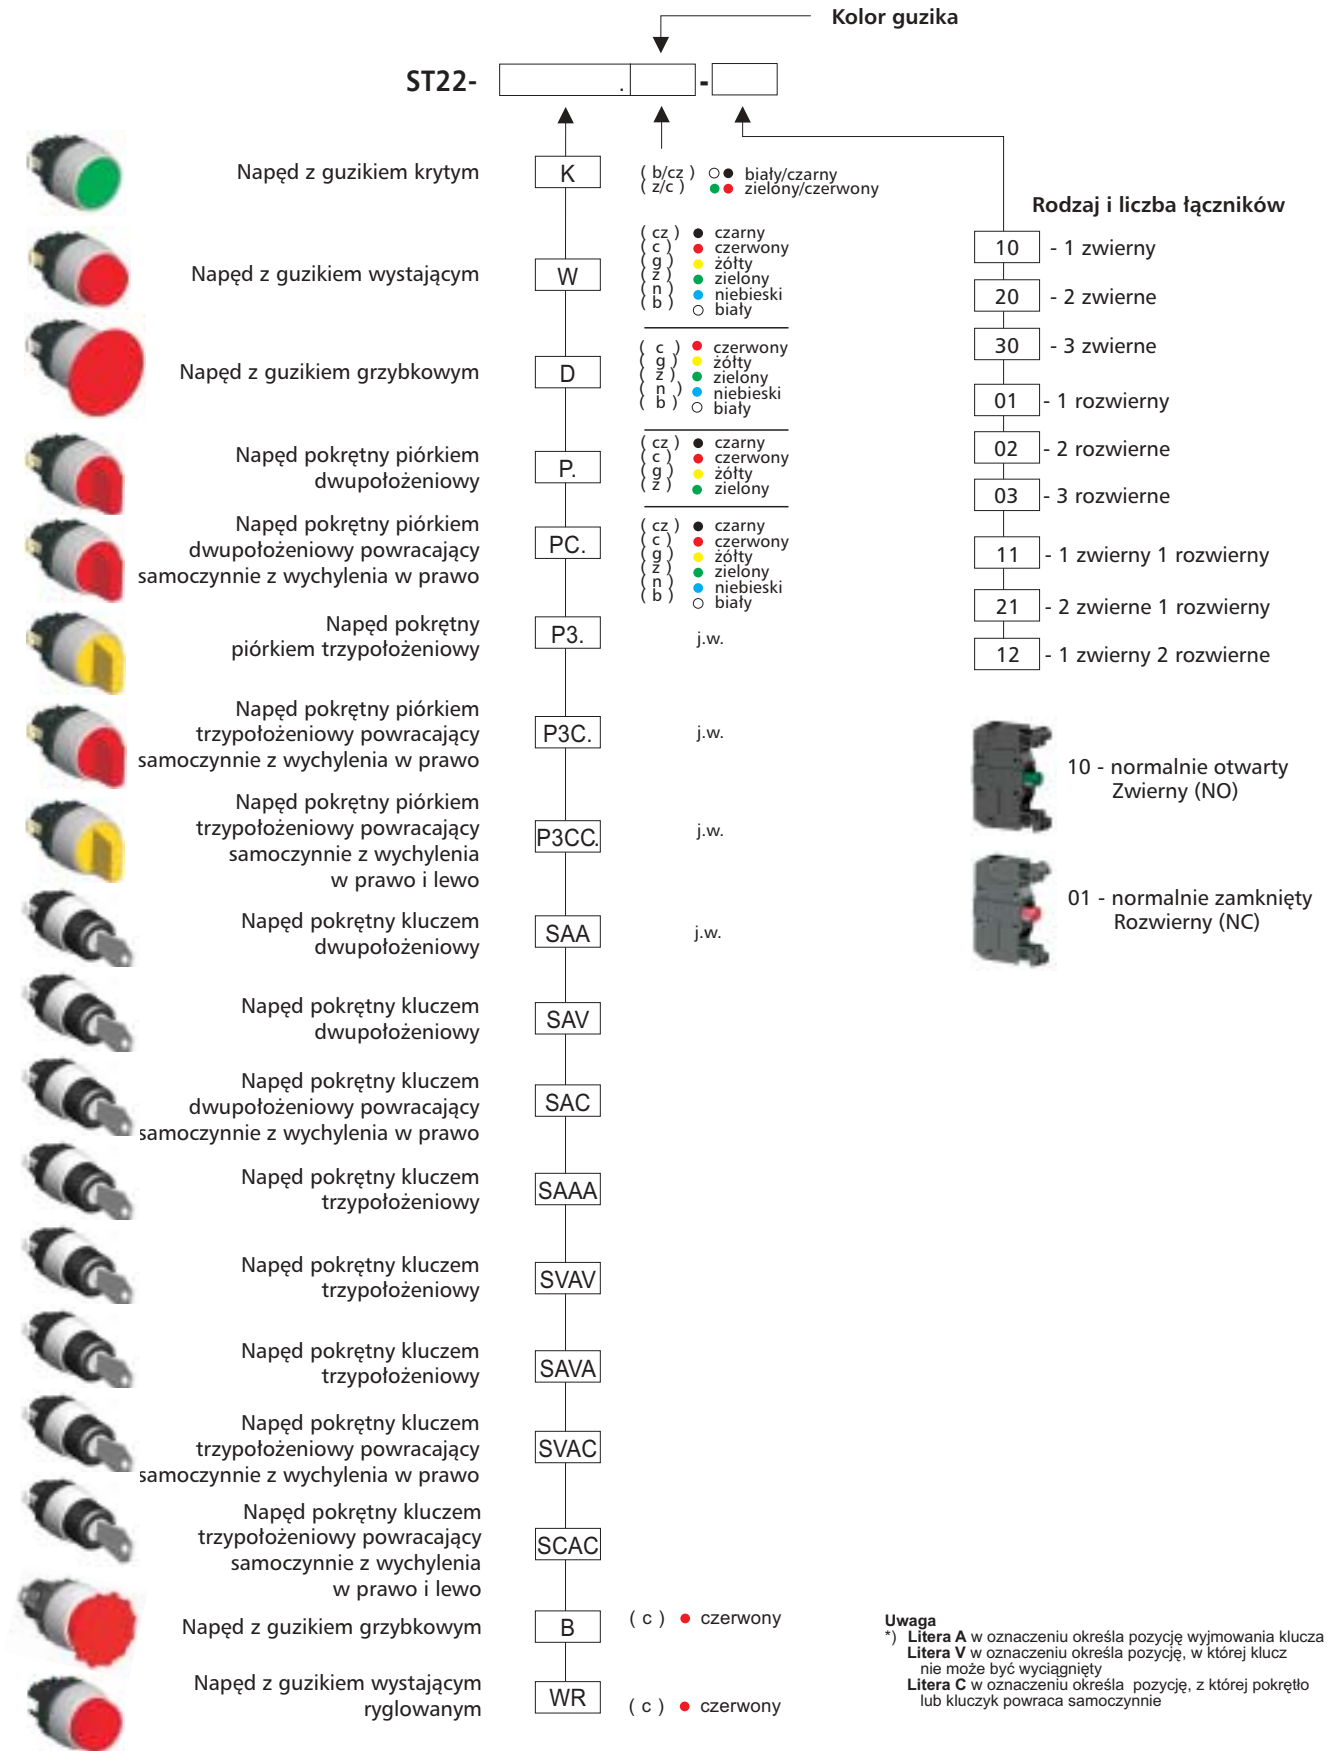 Kolor guzika
ST22- . -
Napęd z guzikiem krytym
K
( b/cz ) biały/czarny
( z/c ) zielony/czerwony
Napęd z guzikiem wystającym
W
( cz ) czarny
( c ) czerwony
( g ) żółty
( z ) zielony
( n ) niebieski
( b ) biały
Napęd z guzikiem grzybkowym
D
( c ) czerwony
( g ) żółty
( z ) zielony
( n ) niebieski
( b ) biały
Napęd pokrętny piórkiem
dwupołożeniowy
P.
( cz ) czarny
( c ) czerwony
( g ) żółty
( z ) zielony
Napęd pokrętny piórkiem
dwupołożeniowy powracający
samoczynnie z wychylenia w prawo
PC.
( cz ) czarny
( c ) czerwony
( g ) żółty
( z ) zielony
( n ) niebieski
( b ) biały
Napęd pokrętny
piórkiem trzypołożeniowy
P3.
j.w.
Napęd pokrętny piórkiem
trzypołożeniowy powracający
samoczynnie z wychylenia w prawo
P3C.
j.w.
Napęd pokrętny piórkiem
trzypołożeniowy powracający
samoczynnie z wychylenia
w prawo i lewo
P3CC.
j.w.
Napęd pokrętny kluczem
dwupołożeniowy
SAA
j.w.
Napęd pokrętny kluczem
dwupołożeniowy
SAV
Napęd pokrętny kluczem
dwupołożeniowy powracający
samoczynnie z wychylenia w prawo
SAC
Napęd pokrętny kluczem
trzypołożeniowy
SAAA
Napęd pokrętny kluczem
trzypołożeniowy
SVAV
Napęd pokrętny kluczem
trzypołożeniowy
SAVA
Napęd pokrętny kluczem
trzypołożeniowy powracający
samoczynnie z wychylenia w prawo
SVAC
Napęd pokrętny kluczem
trzypołożeniowy powracający
samoczynnie z wychylenia
w prawo i lewo
SCAC
Napęd z guzikiem grzybkowym
B
( c ) czerwony
Napęd z guzikiem wystającym
ryglowanym
WR
( c ) czerwony
Rodzaj i liczba łączników
10 - 1 zwierny
20 - 2 zwierne
30 - 3 zwierne
01 - 1 rozwierny
02 - 2 rozwierne
03 - 3 rozwierne
11 - 1 zwierny 1 rozwierny
21 - 2 zwierne 1 rozwierny
12 - 1 zwierny 2 rozwierne
10 - normalnie otwarty
Zwierny (NO)
01 - normalnie zamknięty
Rozwierny (NC)
Uwaga
*) Litera A w oznaczeniu określa pozycję wyjmowania klucza
Litera V w oznaczeniu określa pozycję, w której klucz
nie może być wyciągnięty
Litera C w oznaczeniu określa pozycję, z której pokrętło
lub kluczyk powraca samoczynnie